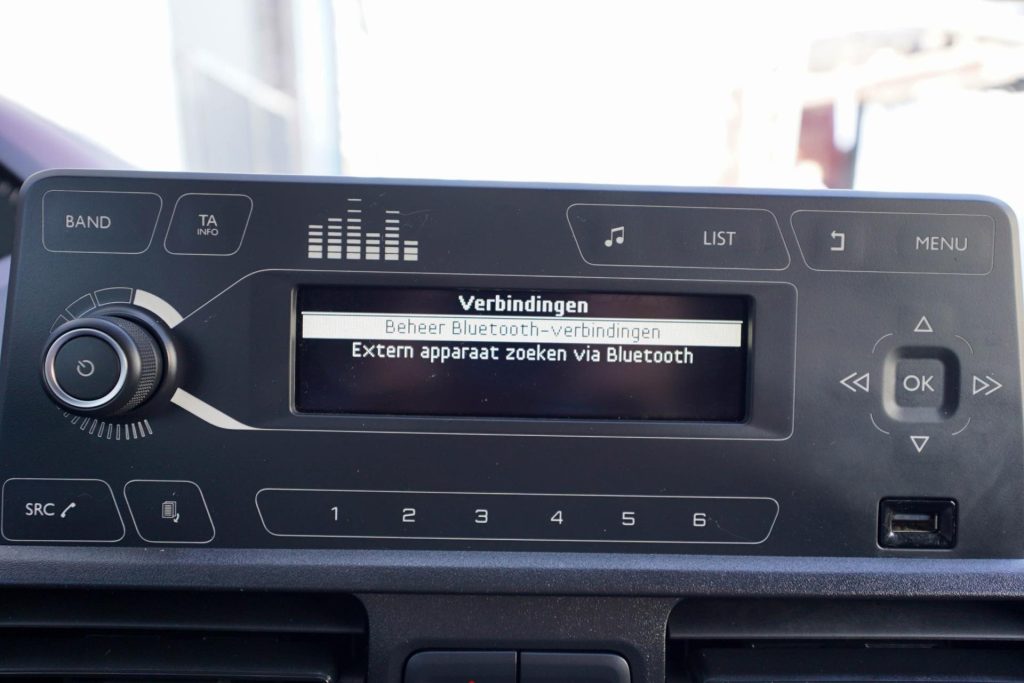 BAND
TA
INFO
LIST
MENU
Verbindingen
Beheer Bluetooth-verbindingen
Extern apparaat zoeken via Bluetooth
OK
SRC
1 2 3 4 5 6